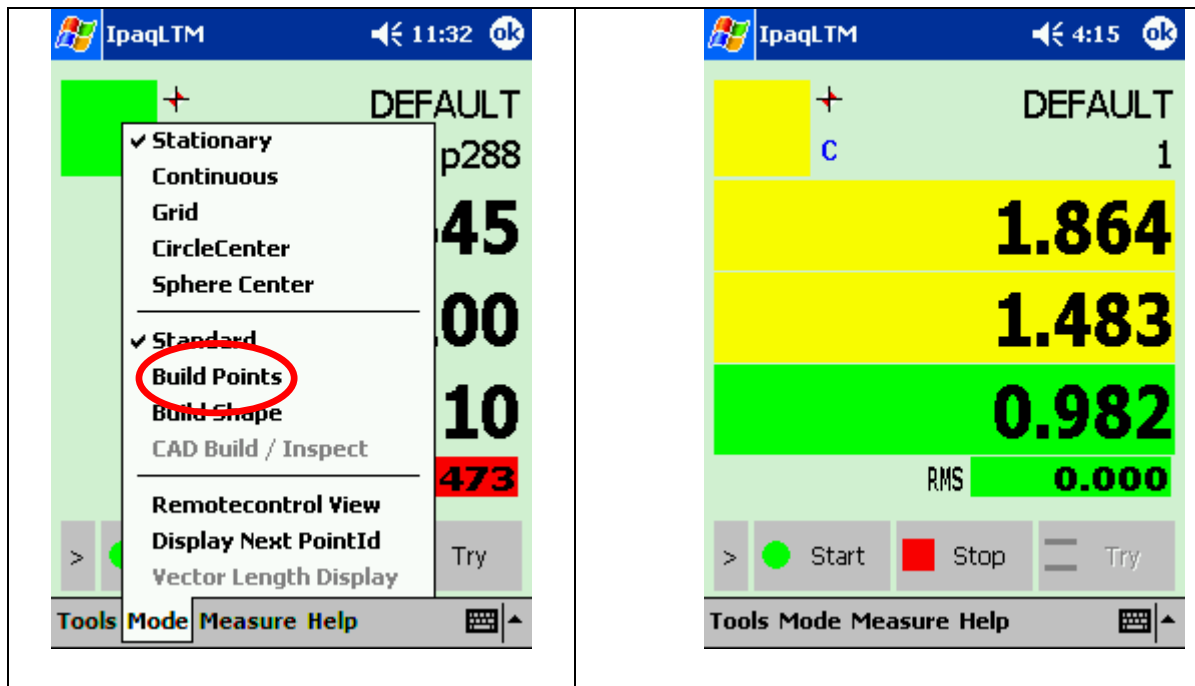 IpaqLTM 11:32 ok
DEFAULT
p288
Stationary
Continuous
Grid
CircleCenter
Sphere Center
Standard
Build Points
Build Shape
CAD Build / Inspect
Remotecontrol View
Display Next PointId
Vector Length Display
45
.00
10
473
> Try
Tools Mode Measure Help
IpaqLTM 4:15 ok
DEFAULT
C 1
1.864
1.483
0.982
RMS 0.000
> Start Stop Try
Tools Mode Measure Help